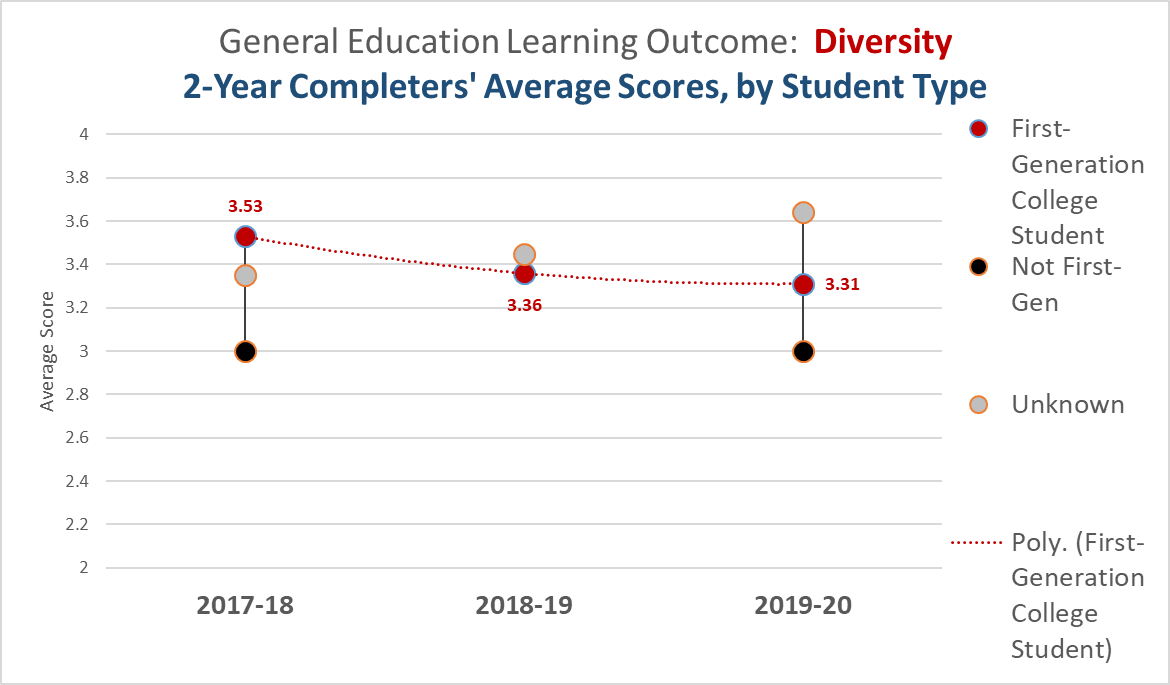 General Education Learning Outcome: Diversity
2-Year Completers' Average Scores, by Student Type
Average Score
4
3.8
3.6
3.4
3.2
3
2.8
2.6
2.4
2.2
2
3.53
3.36
3.31
2017-18
2018-19
2019-20
First-
Generation
College
Student
Not First-
Gen
Unknown
Poly. (First-
Generation
College
Student)